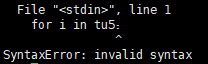 File "<stdin>", line 1
for i in tu5:
^
SyntaxError: invalid syntax